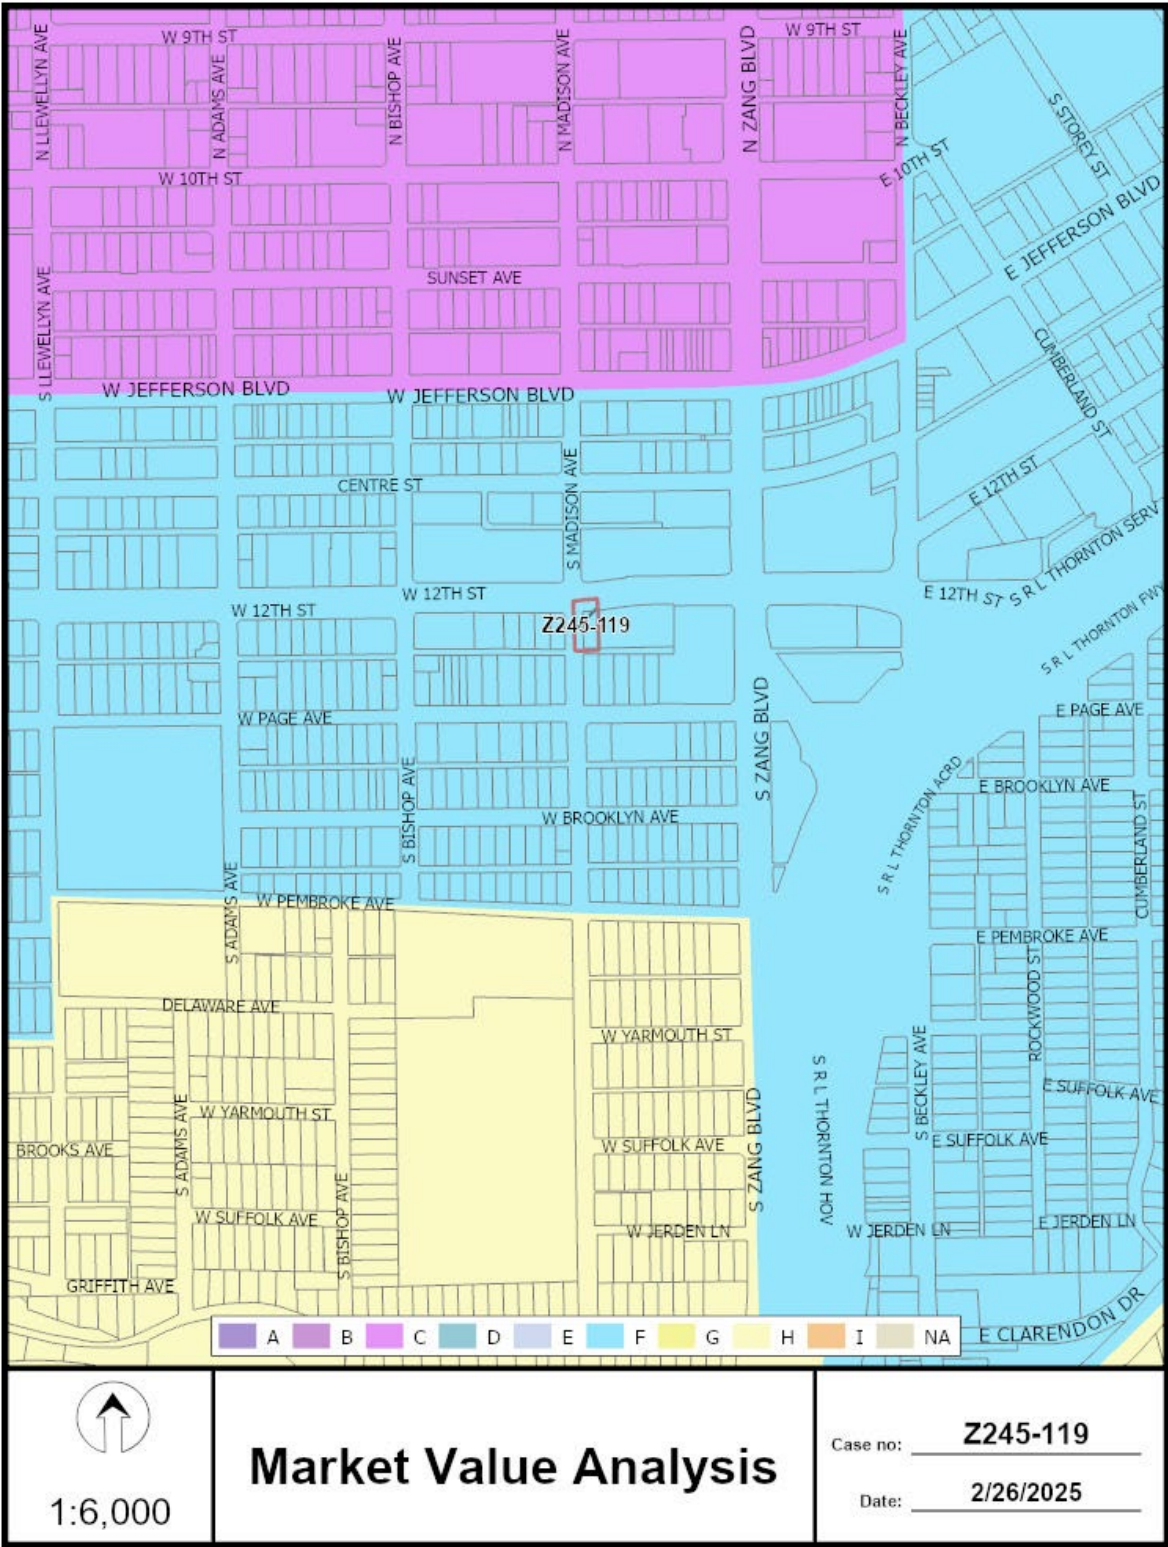 W 9TH ST
W 9TH ST
N LLEWELLYN AVE
N ADAMS AVE
N BISHOP AVE
N MADISON AVE
N ZANG BLVD
N BECKLEY AVE
S STOREY ST
E 10TH ST
W 10TH ST
E JEFFERSON BLVD
SUNSET AVE
S LLEWELLYN AVE
CUMBERLAND ST
W JEFFERSON BLVD
W JEFFERSON BLVD
CENTRE ST
S MADISON AVE
E 12TH ST
S R L THORNTON SERV
W 12TH ST
W 12TH ST
E 12TH ST
Z245-119
S R L THORNTON FWY
S ZANG BLVD
W PAGE AVE
E PAGE AVE
S BISHOP AVE
S R L THORNTON ACRD
E BROOKLYN AVE
W BROOKLYN AVE
CUMBERLAND ST
S ADAMS AVE
W PEMBROKE AVE
E PEMBROKE AVE
DELAWARE AVE
ROCKWOOD ST
W YARMOUTH ST
S R L THORNTON HOV
S BECKLEY AVE
E SUFFOLK AVE
S ADAMS AVE
W YARMOUTH ST
S ZANG BLVD
BROOKS AVE
W SUFFOLK AVE
E SUFFOLK AVE
S BISHOP AVE
W SUFFOLK AVE
W JERDEN LN
W JERDEN LN
E JERDEN LN
GRIFFITH AVE
E CLARENDON DR
A B C D E F G H I NA
1:6,000
Market Value Analysis
Case no: Z245-119
Date: 2/26/2025